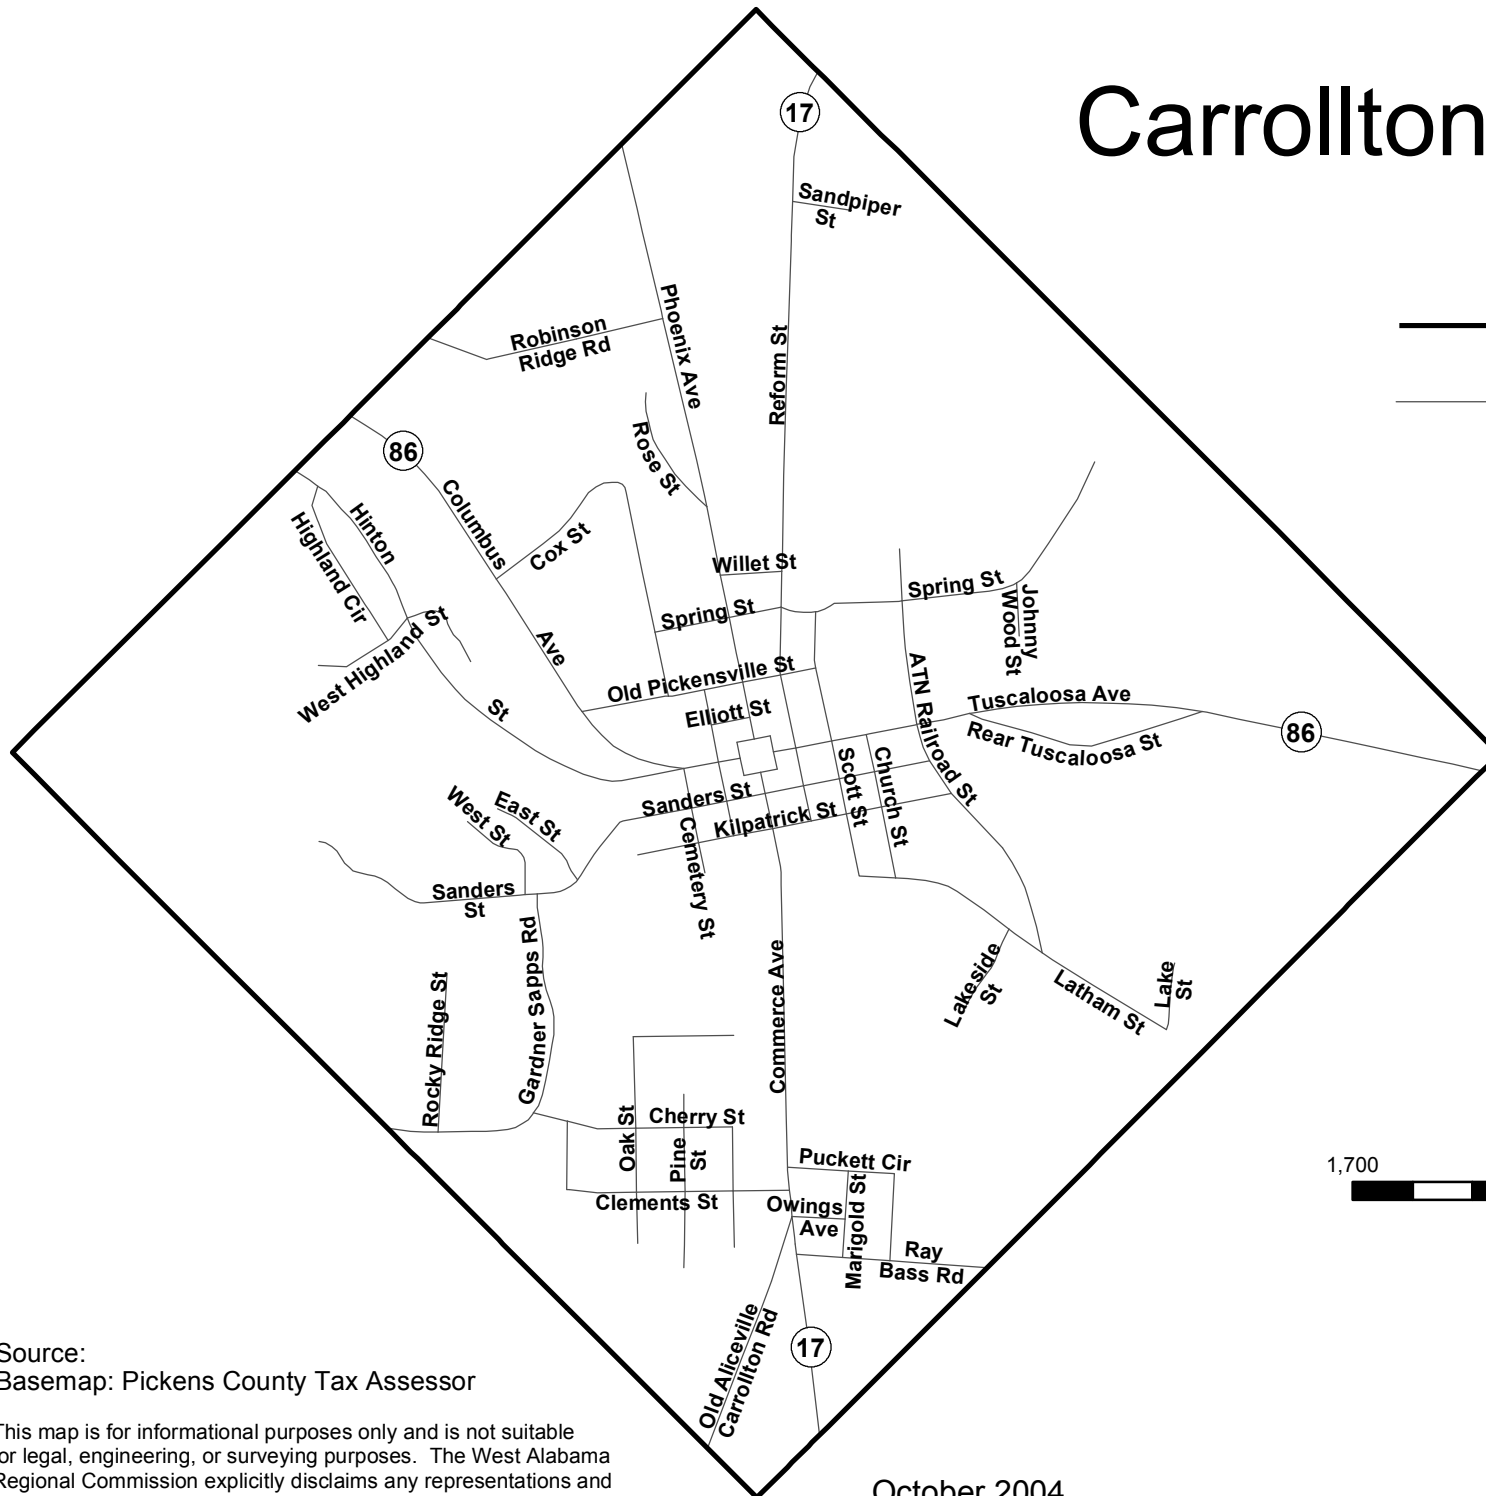 Carrollton
17
Sandpiper
St
Phoenix Ave
Reform St
Robinson
Ridge Rd
86
Rose St
Columbus
Ave
Cox St
Hinton
St
Highland Cir
West Highland St
Willet St
Spring St
Spring St
Johnny
Wood St
Old Pickensville St
Elliott St
ATN Railroad St
Tuscaloosa Ave
Rear Tuscaloosa St
86
Sanders St
Kilpatrick St
Scott St
Church St
Cemetery St
East St
West St
Sanders
St
Gardner Sapps Rd
Rocky Ridge St
Commerce Ave
Lakeside
St
Latham St
Lake
St
Oak St
Cherry St
Pine
St
Clements St
Puckett Cir
Owings
Ave
Marigold St
Ray
Bass Rd
1,700
Old Aliceville
Carrollton Rd
17
Source:
Basemap: Pickens County Tax Assessor
This map is for informational purposes only and is not suitable
or legal, engineering, or surveying purposes. The West Alabama
Regional Commission explicitly disclaims any representations and
October 2004